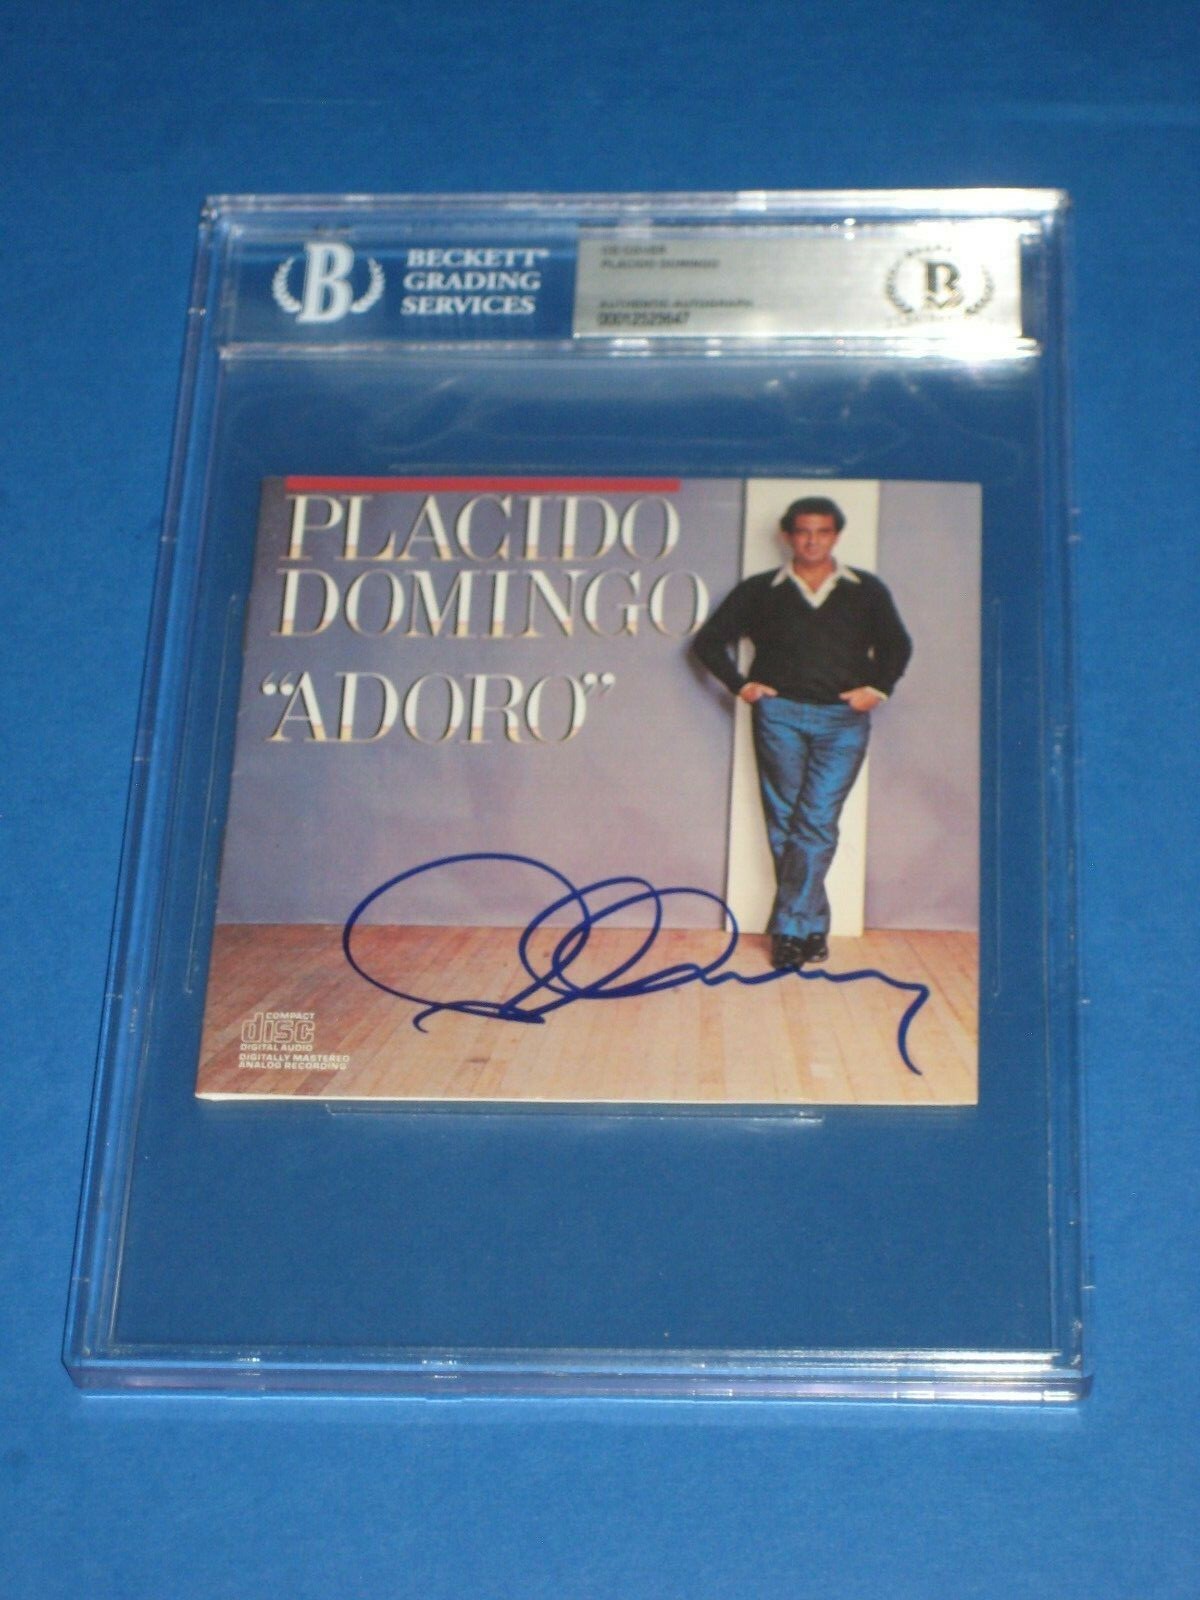 B
BECKETT®
GRADING
SERVICES
CD COVER
PLACIDO DOMINGO
AUTHENTIC AUTOGRAPH
PLACIDO
DOMINGO
"ADORO"
COMPACT
disc
DIGITAL AUDIO
DIGITALLY MASTERED
ANALOG RECORDING